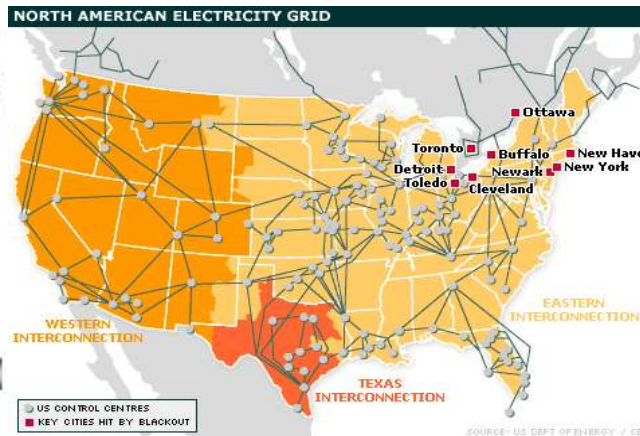 NORTH AMERICAN ELECTRICITY GRID
Ottawa
Toronto
Buffalo
New Have
Detroit
Newark
New York
Toledo
Cleveland
EASTERN
INTERCONNECTION
WESTERN
INTERCONNECTION
TEXAS
INTERCONNECTION
US CONTROL CENTRES
KEY CITIES HIT BY BLACKOUT
SOURCE: US DEPT OF ENERGY /